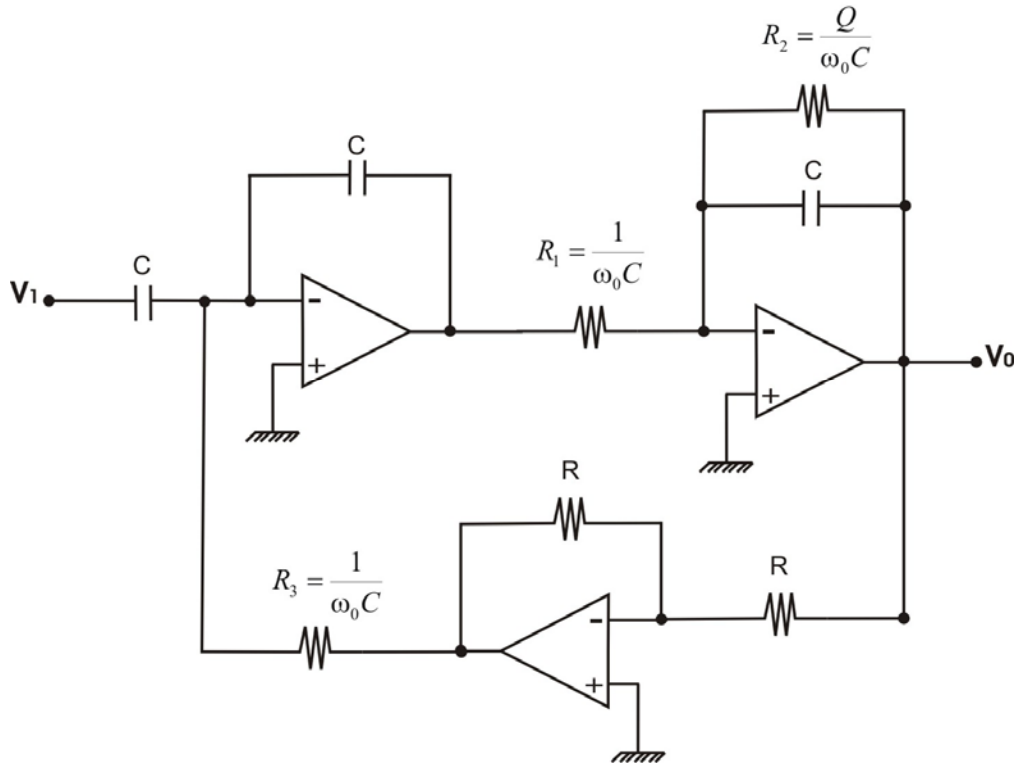 R₂ = Q/ω₀C
C
C
R₁ = 1/ω₀C
C
V₁
-
+
-
+
V₀
R
R
R₃ = 1/ω₀C
-
+